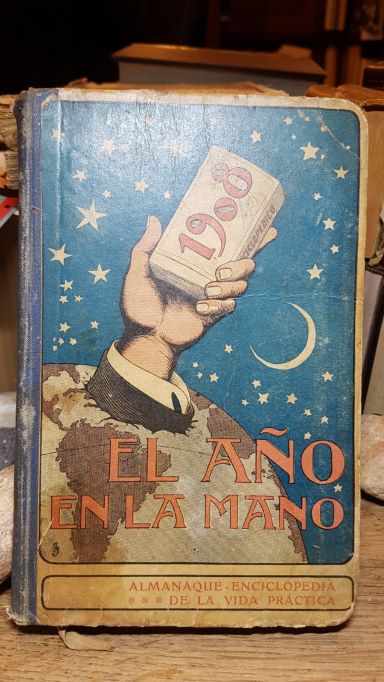 1908
EL AÑO
EN LA MANO
ALMANAQUE-ENCICLOPEDIA
DE LA VIDA PRÁCTICA